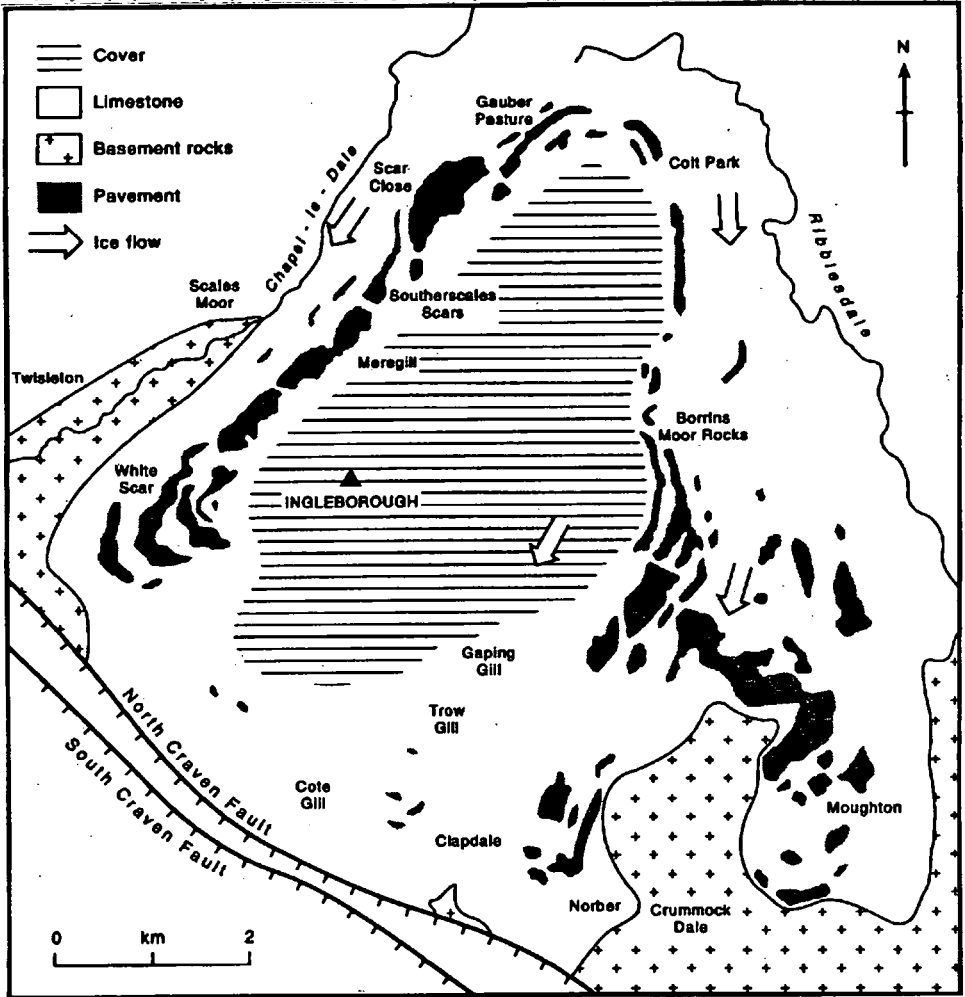 Cover
Limestone
Basement rocks
Pavement
Ice flow
N
Gauber
Pasture
Scar
Close
Colt Park
Chapel - le - Dale
Ribblesdale
Scales
Moor
Southerscales
Scars
Twisleton
Meregill
Borrins
Moor Rocks
White
Scar
INGLEBOROUGH
Gaping
Gill
Trow
Gill
North Craven Fault
South Craven Fault
Cote
Gill
Clapdale
Moughton
Norber
Crummock
Dale
0 km 2